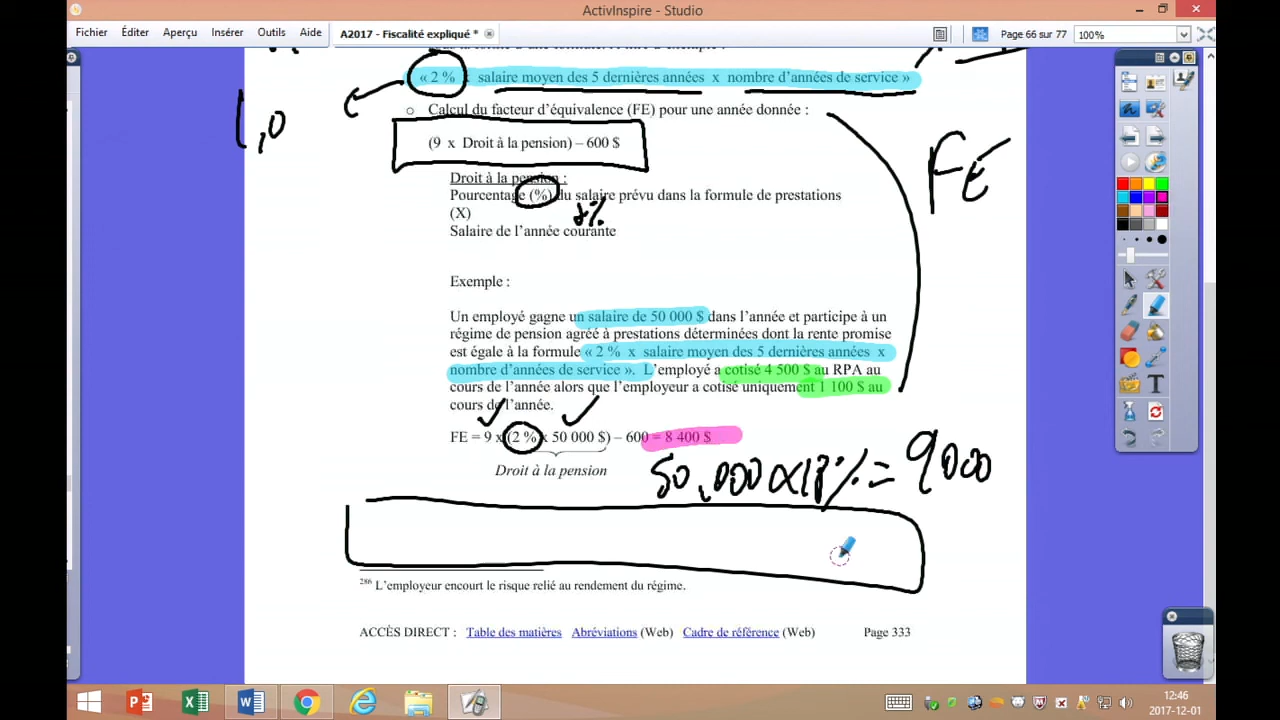 ActivInspire - Studio
Fichier Éditer Aperçu Insérer Outils Aide A2017 - Fiscalité expliqué * Page 66 sur 77 100%
« 2 % x salaire moyen des 5 dernières années x nombre d'années de service »
o Calcul du facteur d'équivalence (FE) pour une année donnée :
1,0
(9 x Droit à la pension) – 600 $
FE
Droit à la pension :
Pourcentage (%) du salaire prévu dans la formule de prestations
(X)
Salaire de l'année courante
Exemple :
Un employé gagne un salaire de 50 000 $ dans l'année et participe à un
régime de pension agréé à prestations déterminées dont la rente promise
est égale à la formule « 2 % x salaire moyen des 5 dernières années x
nombre d'années de service ». L'employé a cotisé 4 500 $ au RPA au
cours de l'année alors que l'employeur a cotisé uniquement 1 100 $ au
cours de l'année.
FE = 9 x (2 % x 50 000 $) – 600 = 8 400 $
Droit à la pension
50,000 x 18% = 9000
286 L'employeur encourt le risque relié au rendement du régime.
ACCÈS DIRECT : Table des matières Abréviations (Web) Cadre de référence (Web) Page 333
12:46
2017-12-01